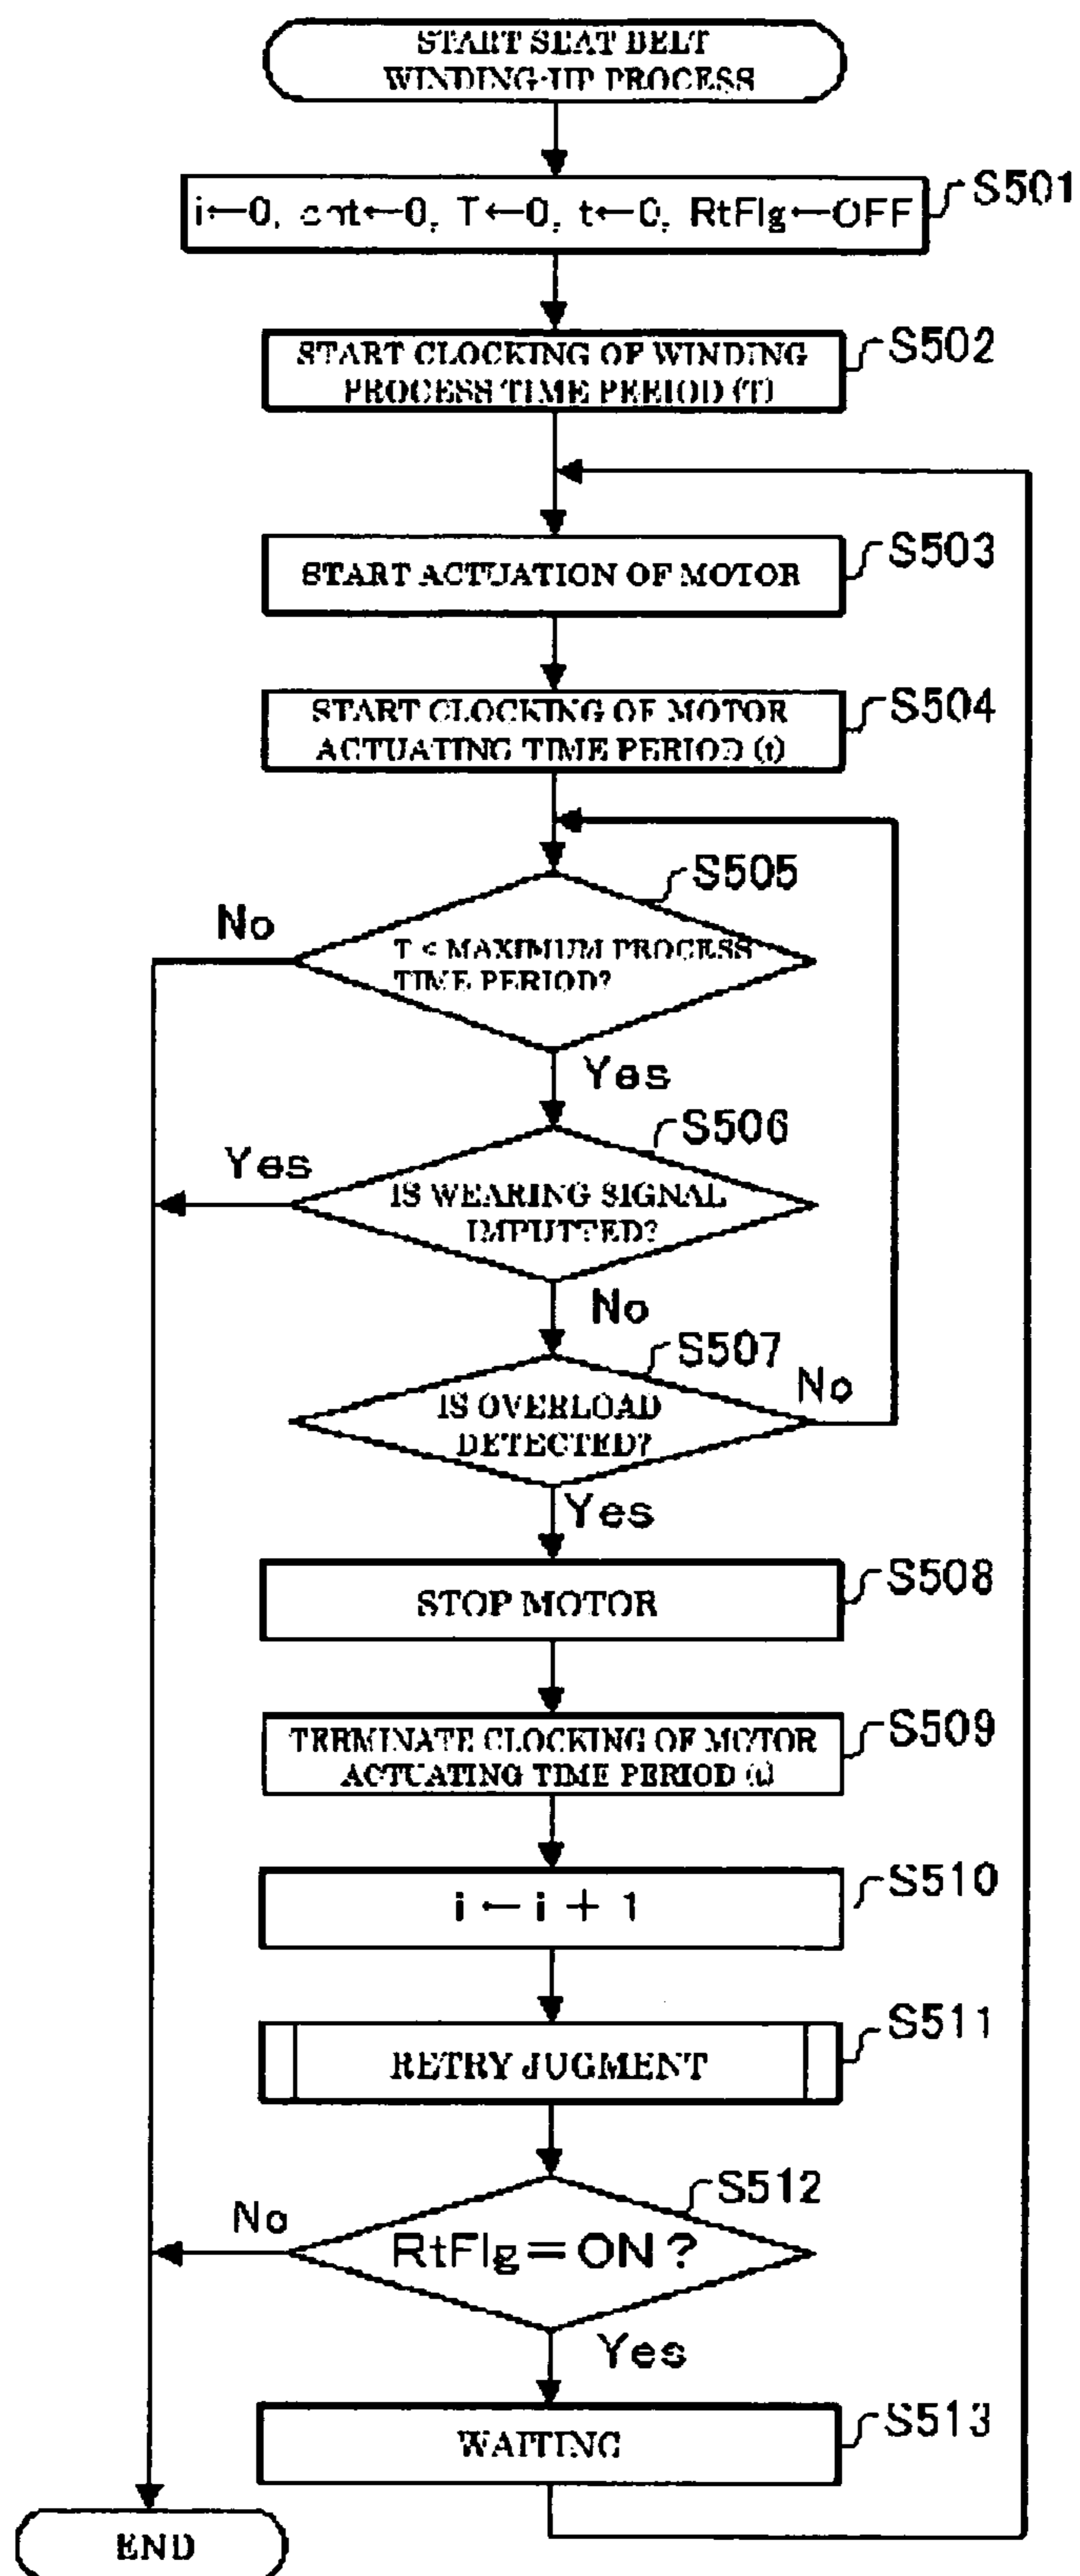 START SEAT BELT
WINDING-UP PROCESS
i←0, cnt←0, T←0, t←0, RtFlg←OFF
S501
START CLOCKING OF WINDING
PROCESS TIME PERIOD (T)
S502
START ACTUATION OF MOTOR
S503
START CLOCKING OF MOTOR
ACTUATING TIME PERIOD (t)
S504
S505
No
T < MAXIMUM PROCESS
TIME PERIOD?
Yes
S506
Yes
IS WEARING SIGNAL
IMPUTTED?
No
S507
No
IS OVERLOAD
DETECTED?
Yes
STOP MOTOR
S508
TERMINATE CLOCKING OF MOTOR
ACTUATING TIME PERIOD (t)
S509
i ← i + 1
S510
RETRY JUGMENT
S511
S512
No
RtFlg=ON?
Yes
WAITING
S513
END